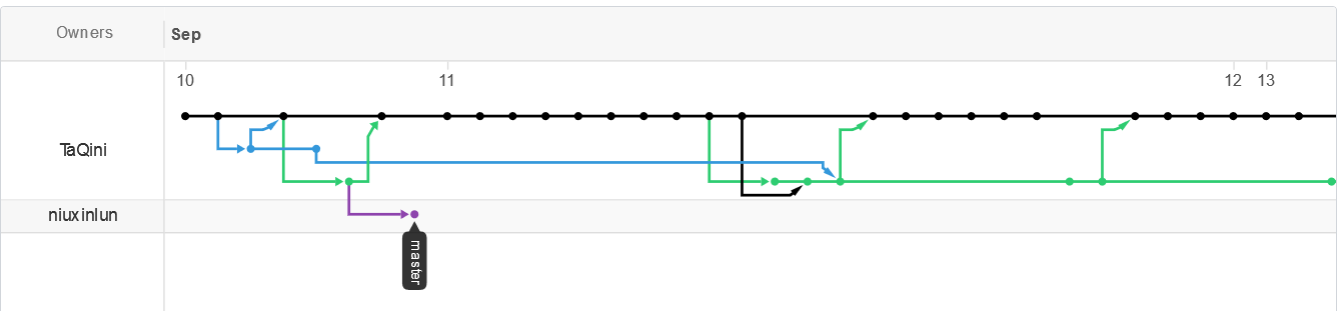 Owners
Sep
10
11
12
13
TaQini
niuxinlun
master